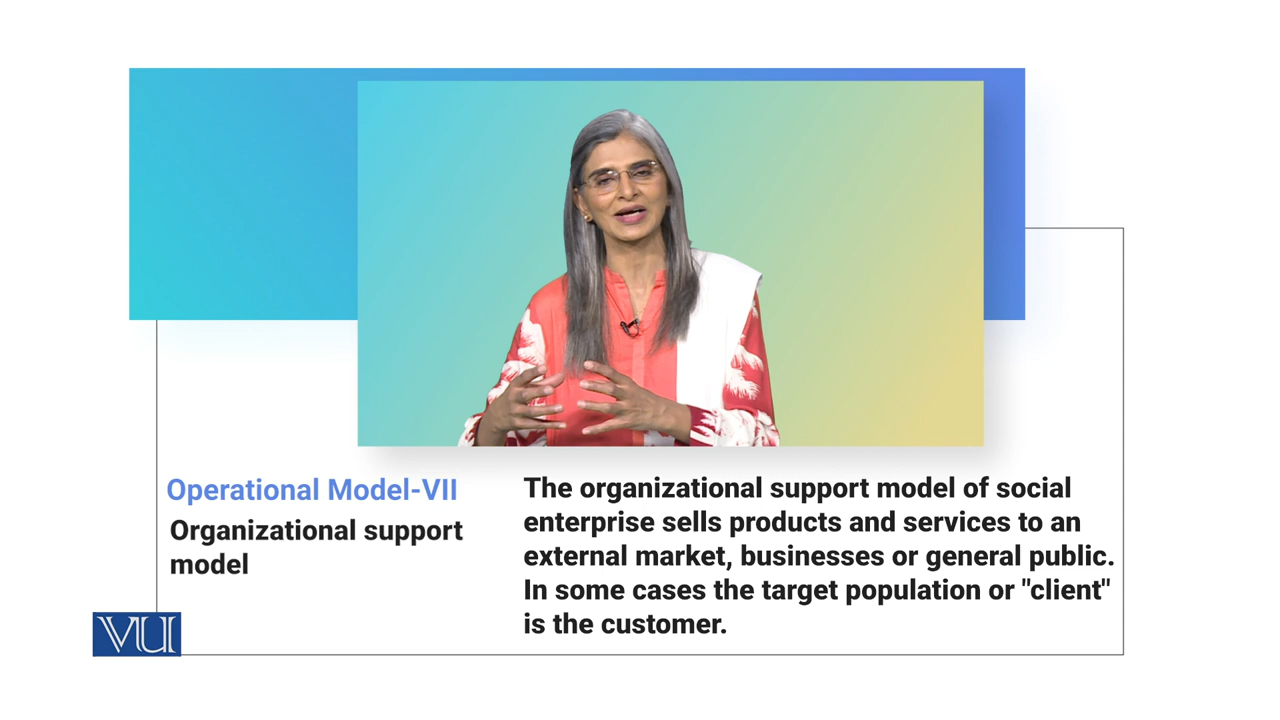 Operational Model-VII
Organizational support
model
The organizational support model of social
enterprise sells products and services to an
external market, businesses or general public.
In some cases the target population or "client"
is the customer.
VU